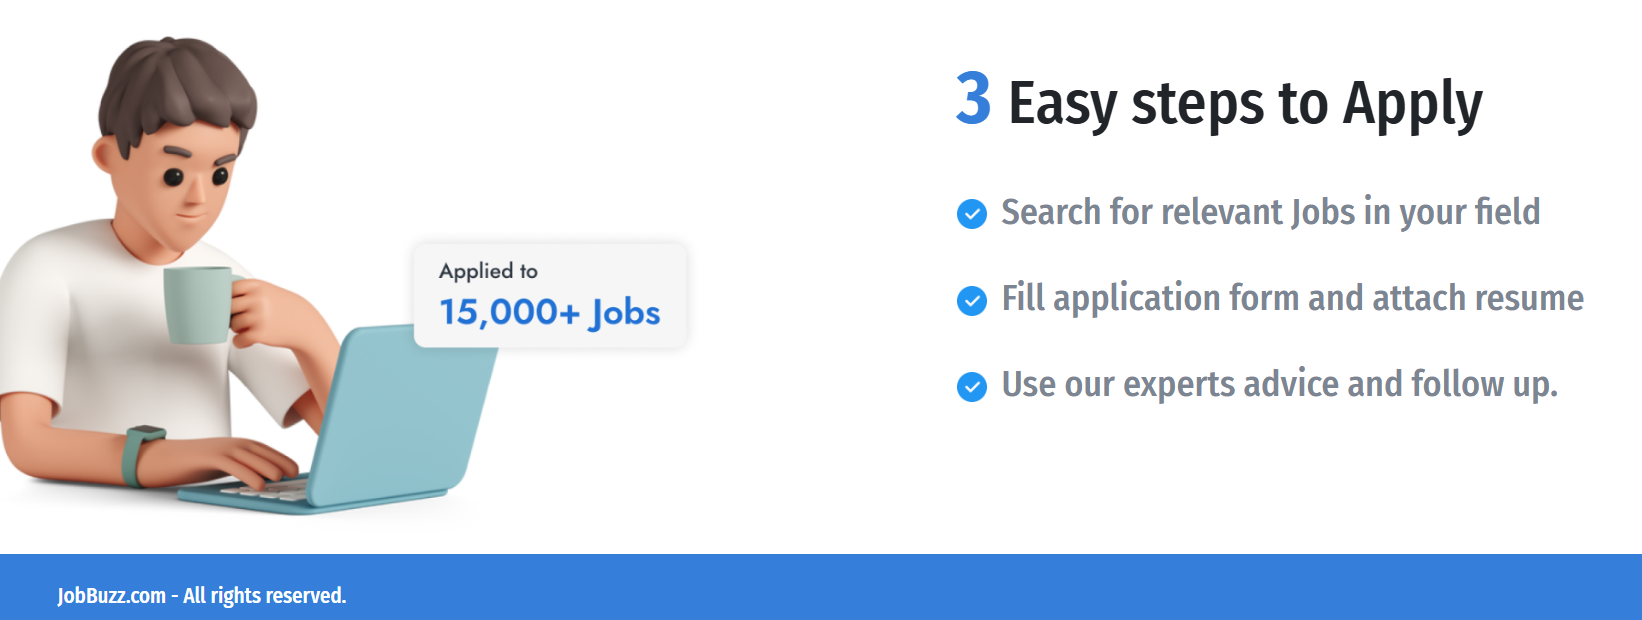 3 Easy steps to Apply
Search for relevant Jobs in your field
Fill application form and attach resume
Use our experts advice and follow up.
Applied to
15,000+ Jobs
JobBuzz.com - All rights reserved.